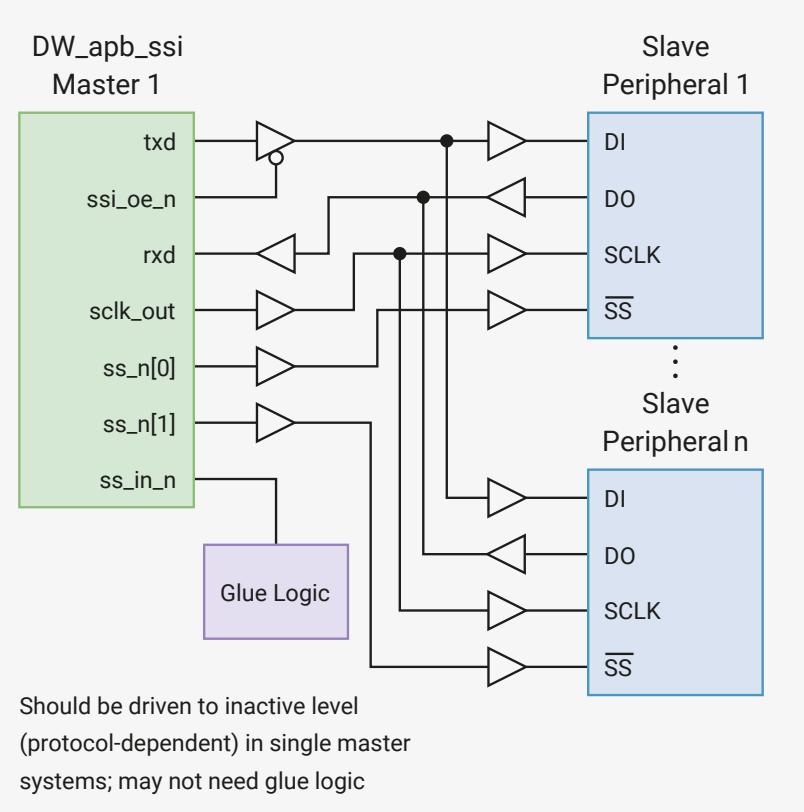 DW_apb_ssi
Master 1
txd
ssi_oe_n
rxd
sclk_out
ss_n[0]
ss_n[1]
ss_in_n
Glue Logic
Slave
Peripheral 1
DI
DO
SCLK
S̅S̅
Slave
Peripheral n
DI
DO
SCLK
S̅S̅
Should be driven to inactive level
(protocol-dependent) in single master
systems; may not need glue logic